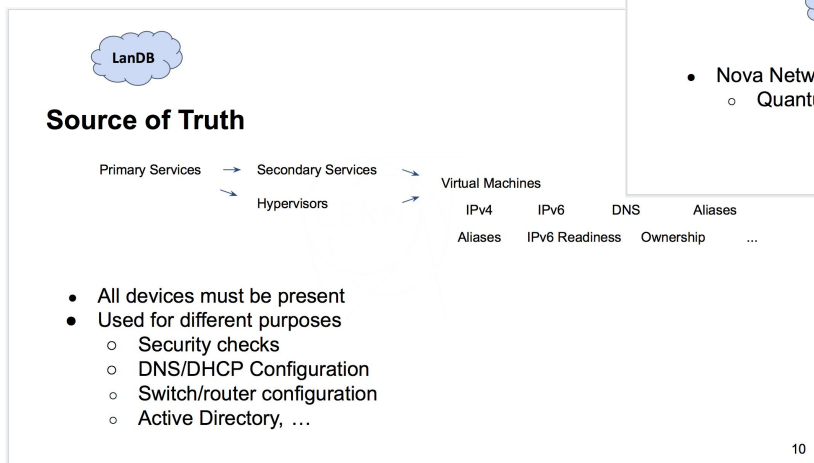 LanDB
Source of Truth
Primary Services → Secondary Services
Hypervisors
Virtual Machines
IPv4 IPv6 DNS Aliases
Aliases IPv6 Readiness Ownership ...
● All devices must be present
● Used for different purposes
○ Security checks
○ DNS/DHCP Configuration
○ Switch/router configuration
○ Active Directory, …
10
● Nova
○